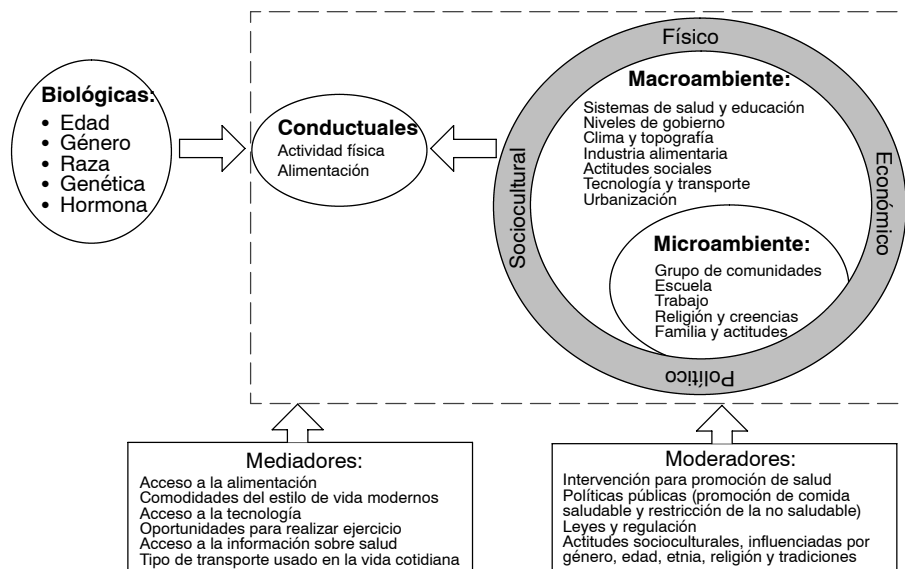 Biológicas:
• Edad
• Género
• Raza
• Genética
• Hormona
Conductuales
Actividad física
Alimentación
Físico
Sociocultural
Económico
Político
Macroambiente:
Sistemas de salud y educación
Niveles de gobierno
Clima y topografía
Industria alimentaria
Actitudes sociales
Tecnología y transporte
Urbanización
Microambiente:
Grupo de comunidades
Escuela
Trabajo
Religión y creencias
Familia y actitudes
Mediadores:
Acceso a la alimentación
Comodidades del estilo de vida modernos
Acceso a la tecnología
Oportunidades para realizar ejercicio
Acceso a la información sobre salud
Tipo de transporte usado en la vida cotidiana
Moderadores:
Intervención para promoción de salud
Políticas públicas (promoción de comida
saludable y restricción de la no saludable)
Leyes y regulación
Actitudes socioculturales, influenciadas por
género, edad, etnia, religión y tradiciones